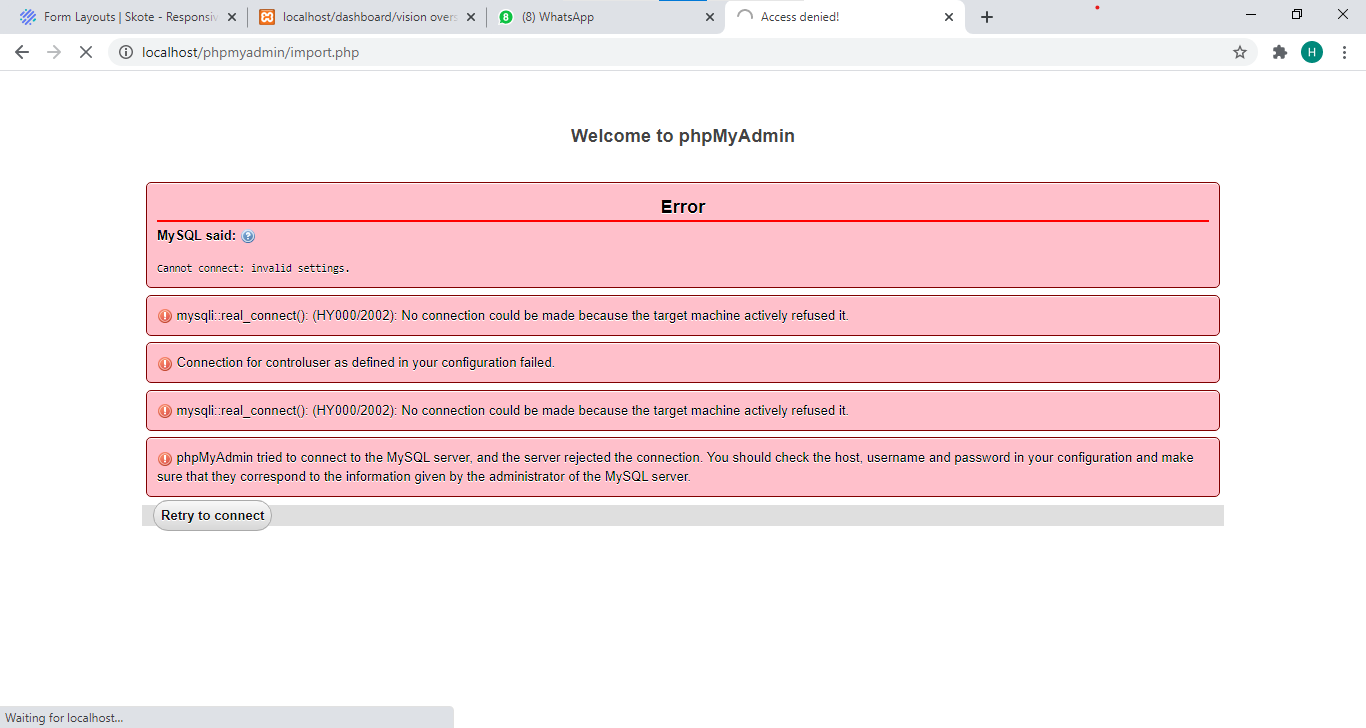 Form Layouts | Skote - Responsiv
localhost/dashboard/vision overs
(8) WhatsApp
Access denied!
localhost/phpmyadmin/import.php
H
Welcome to phpMyAdmin
Error
MySQL said:
Cannot connect: invalid settings.
mysqli::real_connect(): (HY000/2002): No connection could be made because the target machine actively refused it.
Connection for controluser as defined in your configuration failed.
mysqli::real_connect(): (HY000/2002): No connection could be made because the target machine actively refused it.
phpMyAdmin tried to connect to the MySQL server, and the server rejected the connection. You should check the host, username and password in your configuration and make
sure that they correspond to the information given by the administrator of the MySQL server.
Retry to connect
Waiting for localhost...